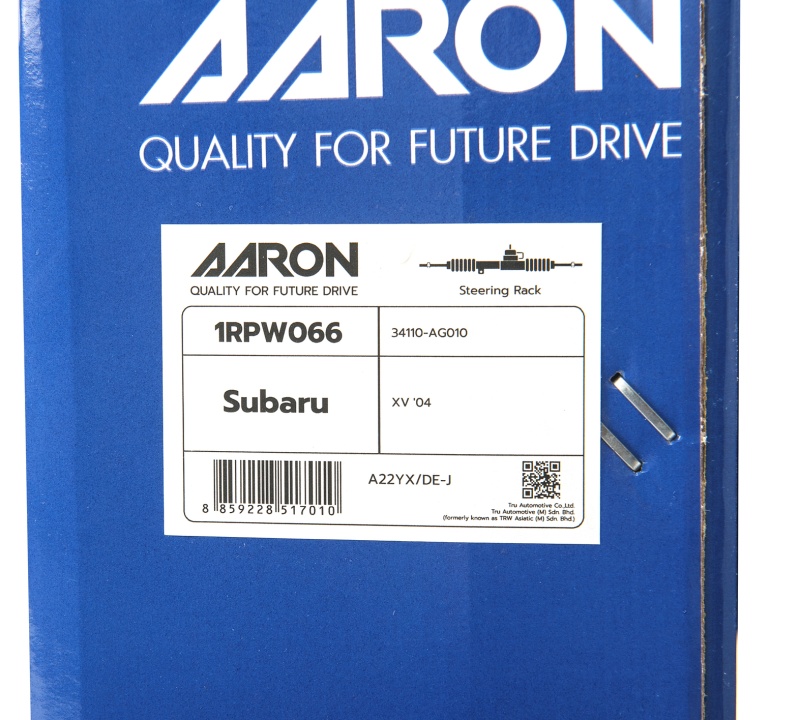 AARON
QUALITY FOR FUTURE DRIVE
AARON
QUALITY FOR FUTURE DRIVE
Steering Rack
1RPW066
34110-AG010
Subaru
XV '04
A22YX/DE-J
8 859228 517010
Tru Automotive Co.,Ltd.
Tru Automotive (M) Sdn. Bhd.
(formerly known as TRW Asiatic (M) Sdn. Bhd.)